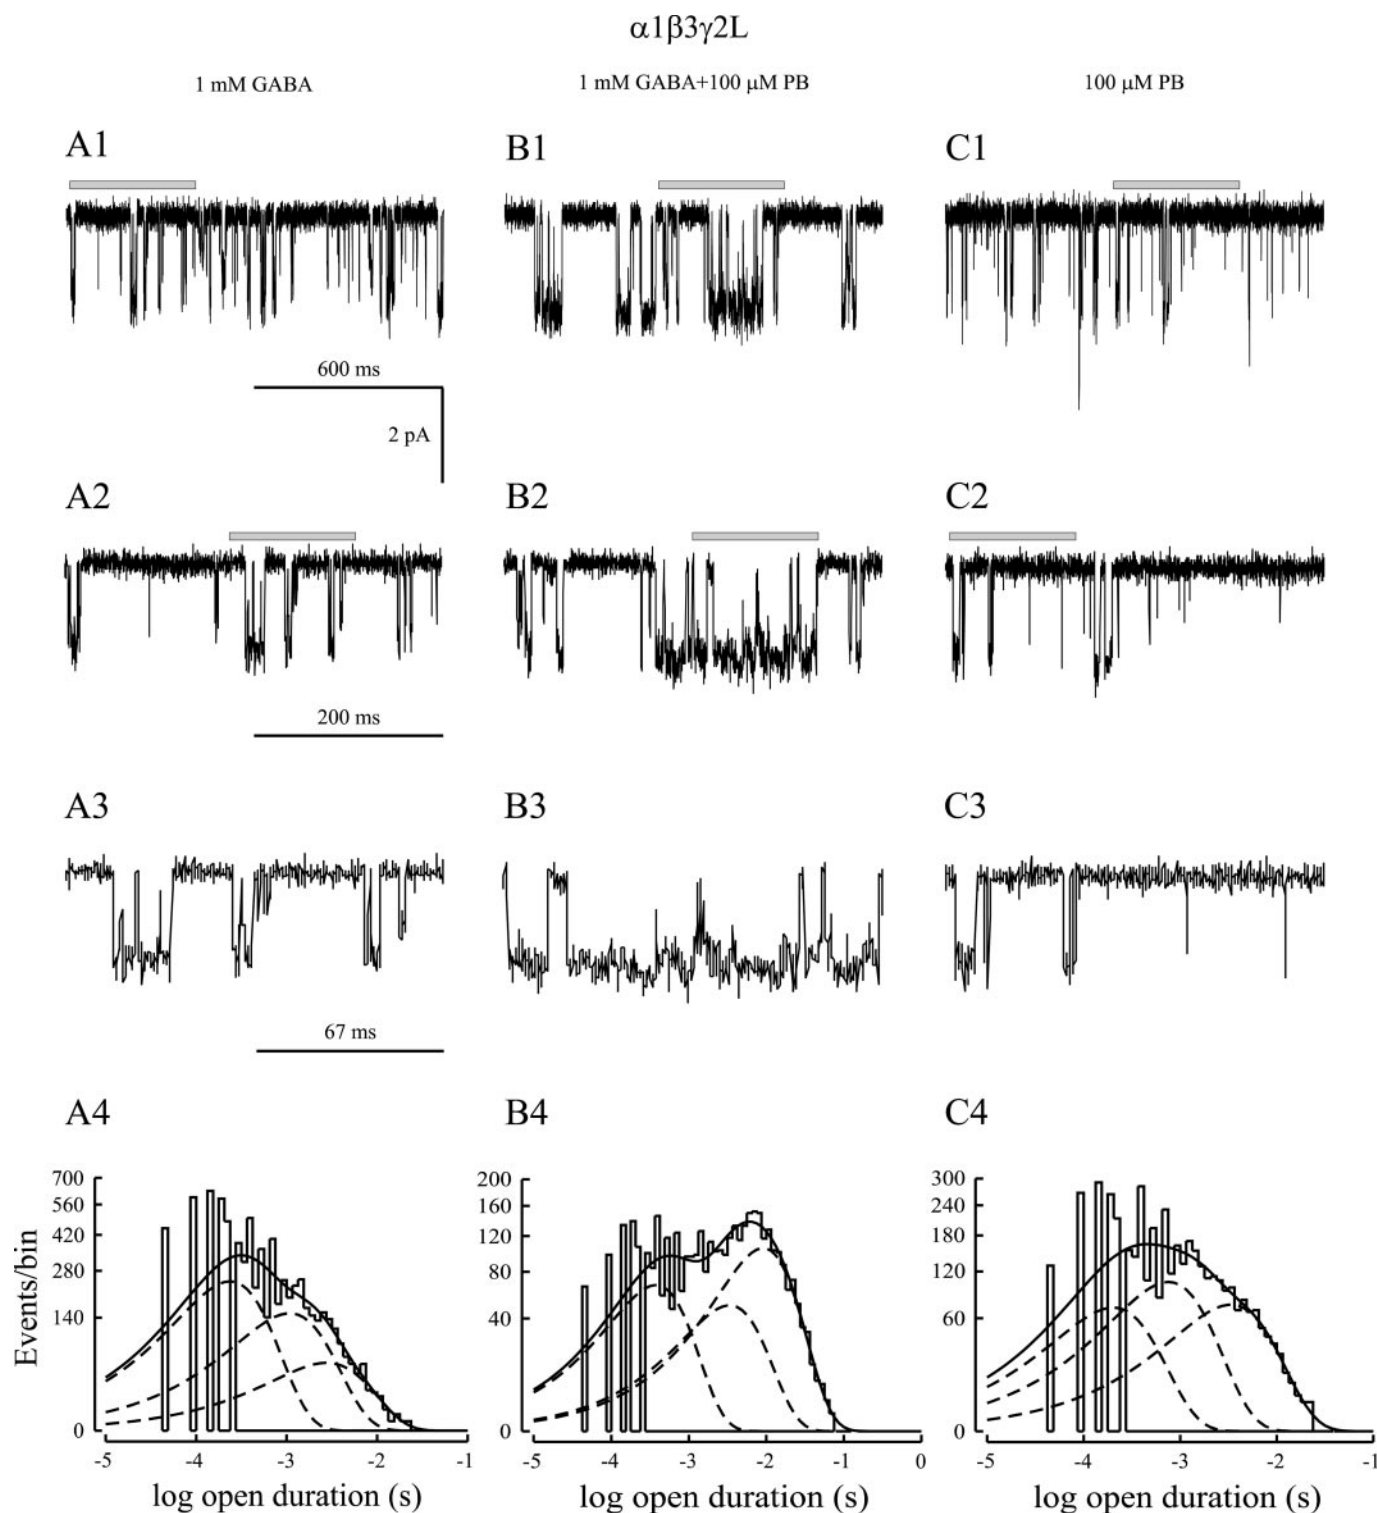 α1β3γ2L
1 mM GABA
1 mM GABA+100 μM PB
100 μM PB
A1
B1
C1
600 ms
2 pA
A2
B2
C2
200 ms
A3
B3
C3
67 ms
A4
B4
C4
Events/bin
700
560
420
280
140
0
-5 -4 -3 -2 -1
log open duration (s)
200
160
120
80
40
0
-5 -4 -3 -2 -1 0
log open duration (s)
300
240
180
120
60
0
-5 -4 -3 -2 -1
log open duration (s)